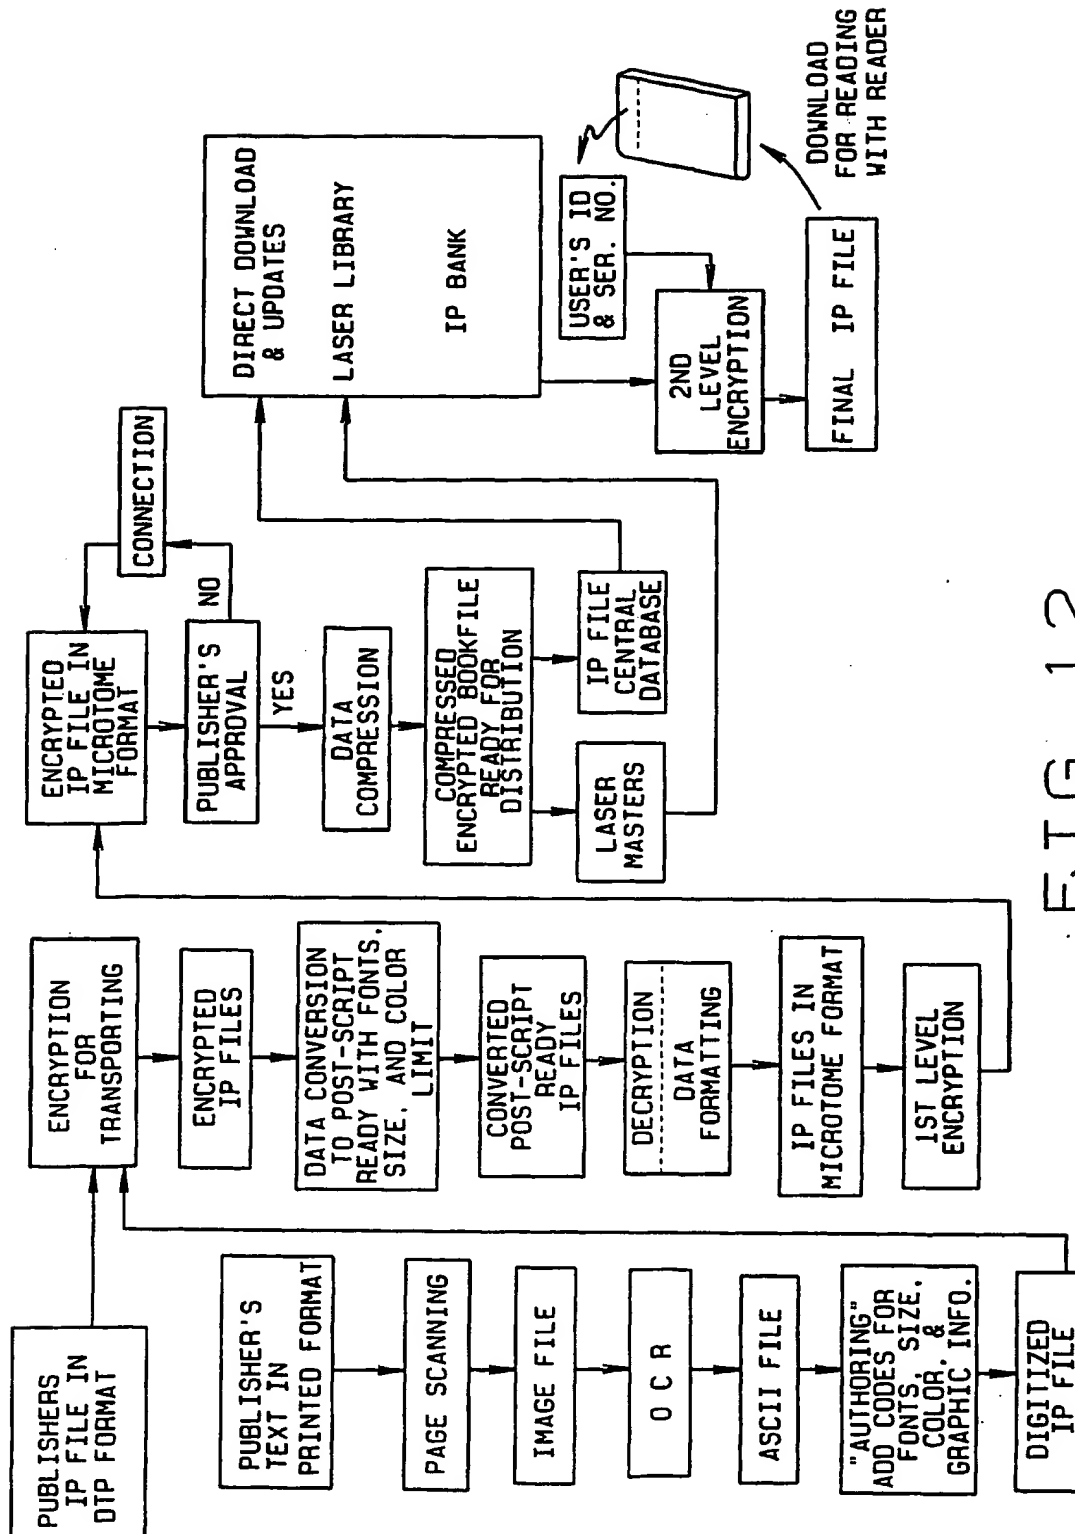 PUBLISHERS
IP FILE IN
DTP FORMAT
PUBLISHER'S
TEXT IN
PRINTED FORMAT
PAGE SCANNING
IMAGE FILE
O C R
ASCII FILE
"AUTHORING"
ADD CODES FOR
FONTS, SIZE,
COLOR, &
GRAPHIC INFO.
DIGITIZED
IP FILE
ENCRYPTION
FOR
TRANSPORTING
ENCRYPTED
IP FILES
DATA CONVERSION
TO POST-SCRIPT
READY WITH FONTS,
SIZE, AND COLOR
LIMIT
CONVERTED
POST-SCRIPT
READY
IP FILES
DECRYPTION
DATA
FORMATTING
IP FILES IN
MICROTOME FORMAT
1ST LEVEL
ENCRYPTION
ENCRYPTED
IP FILE IN
MICROTOME
FORMAT
CONNECTION
PUBLISHER'S
APPROVAL
NO
YES
DATA
COMPRESSION
COMPRESSED
ENCRYPTED BOOKFILE
READY FOR
DISTRIBUTION
LASER
MASTERS
IP FILE
CENTRAL
DATABASE
DIRECT DOWNLOAD
& UPDATES
LASER LIBRARY
IP BANK
USER'S ID
& SER. NO.
2ND
LEVEL
ENCRYPTION
FINAL IP FILE
DOWNLOAD
FOR READING
WITH READER
FIG 12